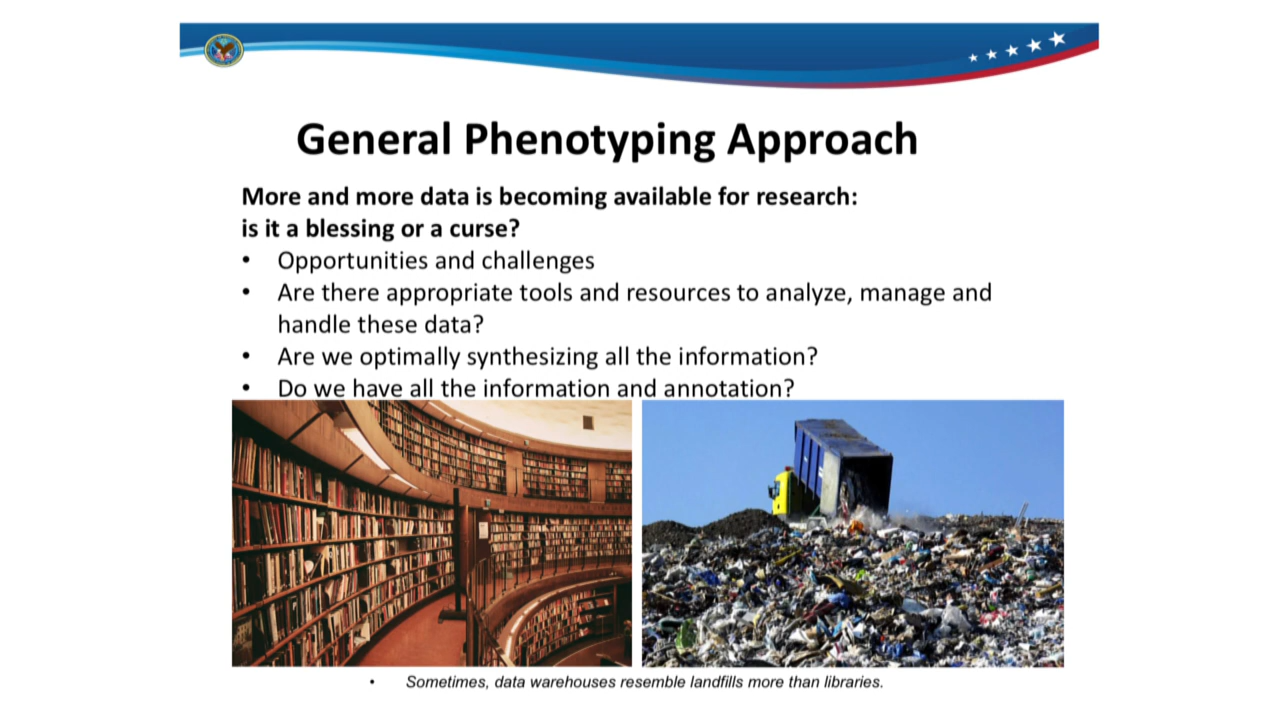 General Phenotyping Approach
More and more data is becoming available for research:
is it a blessing or a curse?
• Opportunities and challenges
• Are there appropriate tools and resources to analyze, manage and
handle these data?
• Are we optimally synthesizing all the information?
• Do we have all the information and annotation?
• Sometimes, data warehouses resemble landfills more than libraries.